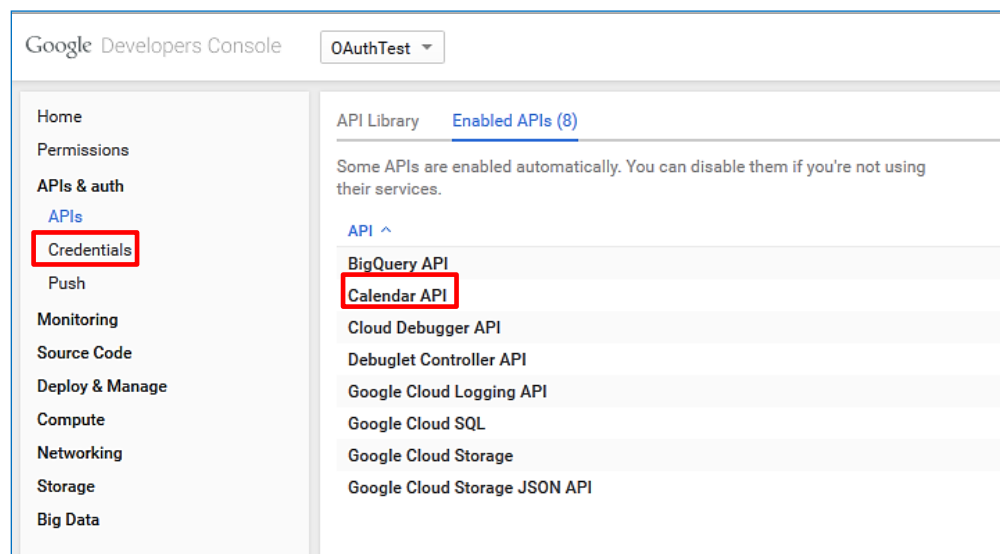 Google Developers Console
OAuthTest
Home
Permissions
APIs & auth
APIs
Credentials
Push
Monitoring
Source Code
Deploy & Manage
Compute
Networking
Storage
Big Data
API Library
Enabled APIs (8)
Some APIs are enabled automatically. You can disable them if you're not using
their services.
API
BigQuery API
Calendar API
Cloud Debugger API
Debuglet Controller API
Google Cloud Logging API
Google Cloud SQL
Google Cloud Storage
Google Cloud Storage JSON API